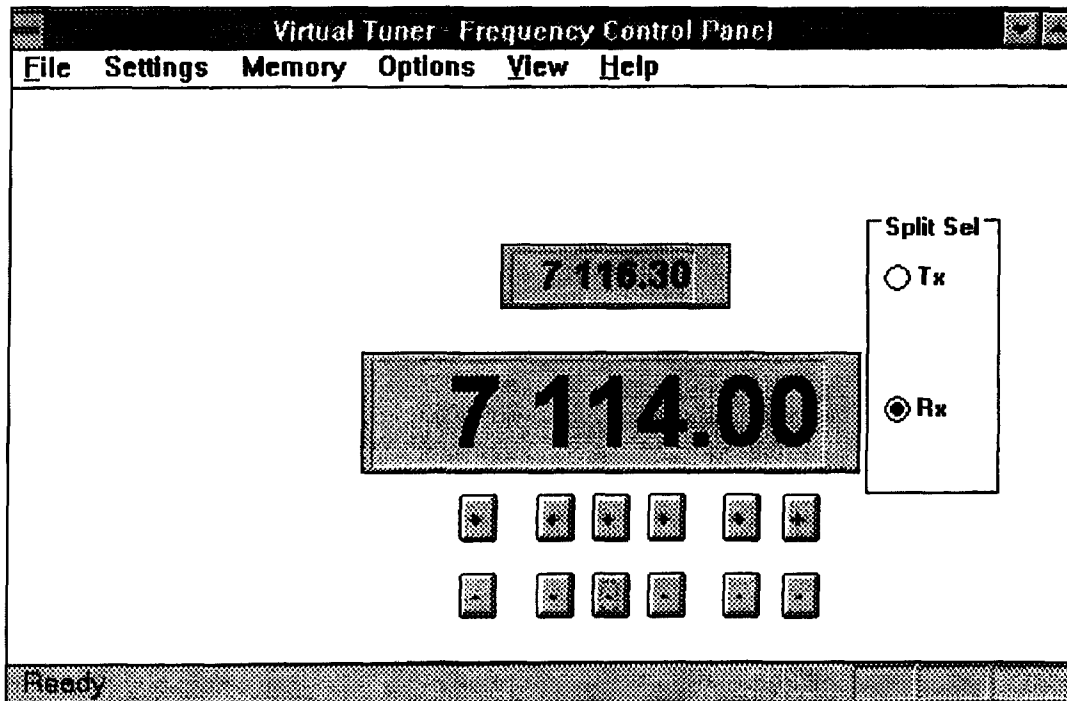 Virtual Tuner - Frequency Control Panel
File Settings Memory Options View Help
Split Sel
7 116.30
Tx
7 114.00
Rx
+ + + + + +
- - - - - -
Ready